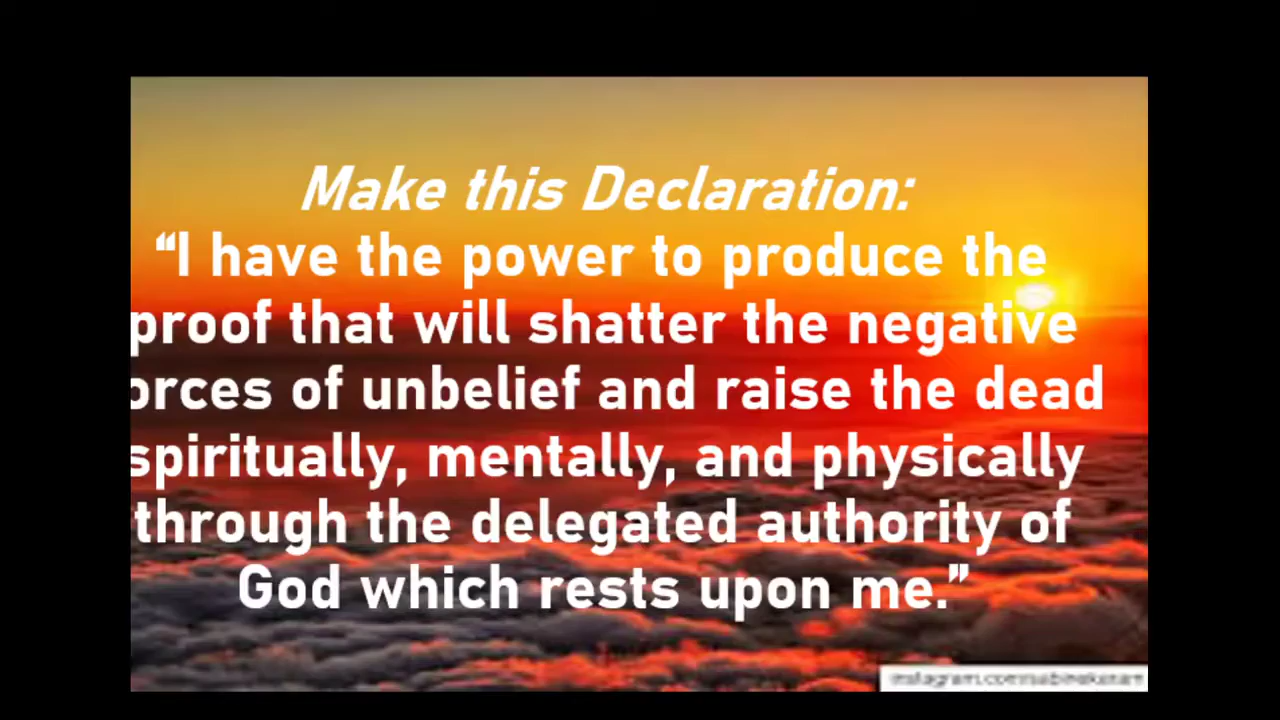 Make this Declaration:
“I have the power to produce the
proof that will shatter the negative
orces of unbelief and raise the dead
spiritually, mentally, and physically
through the delegated authority of
God which rests upon me.”